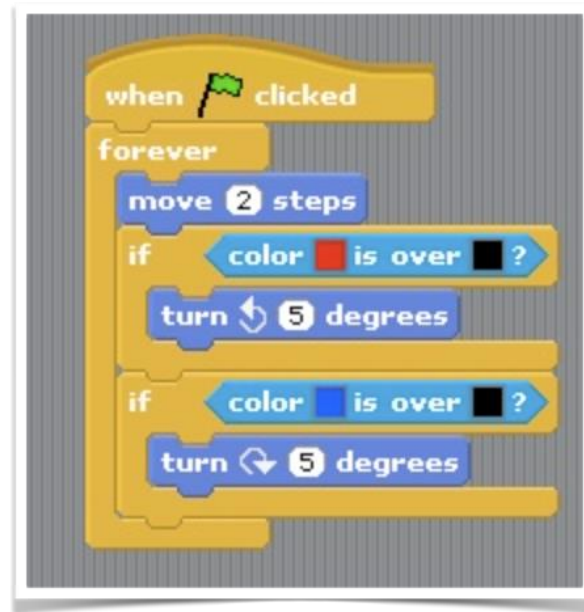 when clicked
forever
move 2 steps
if color is over ?
turn 5 degrees
if color is over ?
turn 5 degrees